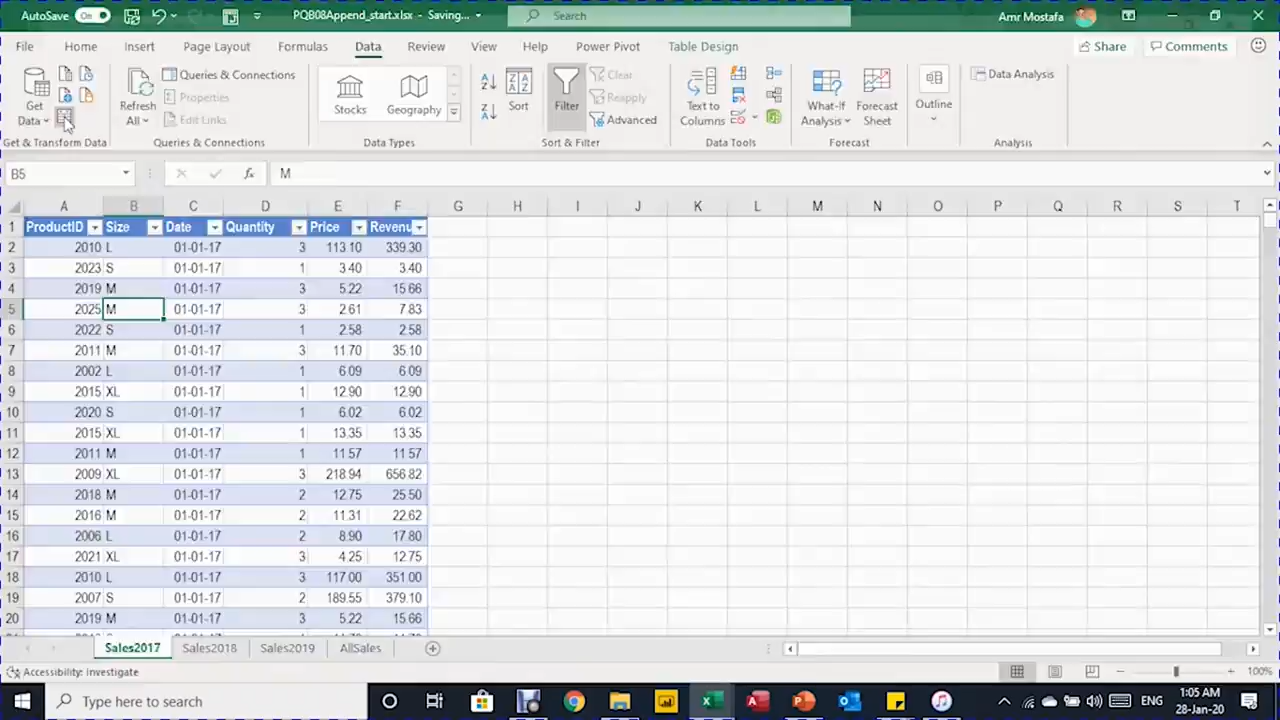 AutoSave On PQB08Append_start.xlsx - Saving... Search Amr Mostafa
File Home Insert Page Layout Formulas Data Review View Help Power Pivot Table Design Share Comments
Get Data Refresh All Queries & Connections Properties Edit Links Stocks Geography Sort Filter Clear Reapply Advanced Text to Columns What-If Analysis Forecast Sheet Outline Data Analysis
Get & Transform Data Queries & Connections Data Types Sort & Filter Data Tools Forecast Analysis
B5 fx M
A B C D E F G H I J K L M N O P Q R S T
1 ProductID Size Date Quantity Price Revenu
2 2010 L 01-01-17 3 113.10 339.30
3 2023 S 01-01-17 1 3.40 3.40
4 2019 M 01-01-17 3 5.22 15.66
5 2025 M 01-01-17 3 2.61 7.83
6 2022 S 01-01-17 1 2.58 2.58
7 2011 M 01-01-17 3 11.70 35.10
8 2002 L 01-01-17 1 6.09 6.09
9 2015 XL 01-01-17 1 12.90 12.90
10 2020 S 01-01-17 1 6.02 6.02
11 2015 XL 01-01-17 1 13.35 13.35
12 2011 M 01-01-17 1 11.57 11.57
13 2009 XL 01-01-17 3 218.94 656.82
14 2018 M 01-01-17 2 12.75 25.50
15 2016 M 01-01-17 2 11.31 22.62
16 2006 L 01-01-17 2 8.90 17.80
17 2021 XL 01-01-17 3 4.25 12.75
18 2010 L 01-01-17 3 117.00 351.00
19 2007 S 01-01-17 2 189.55 379.10
20 2019 M 01-01-17 3 5.22 15.66
Sales2017 Sales2018 Sales2019 AllSales
Accessibility: Investigate 100%
Type here to search ENG 1:05 AM
28-Jan-20